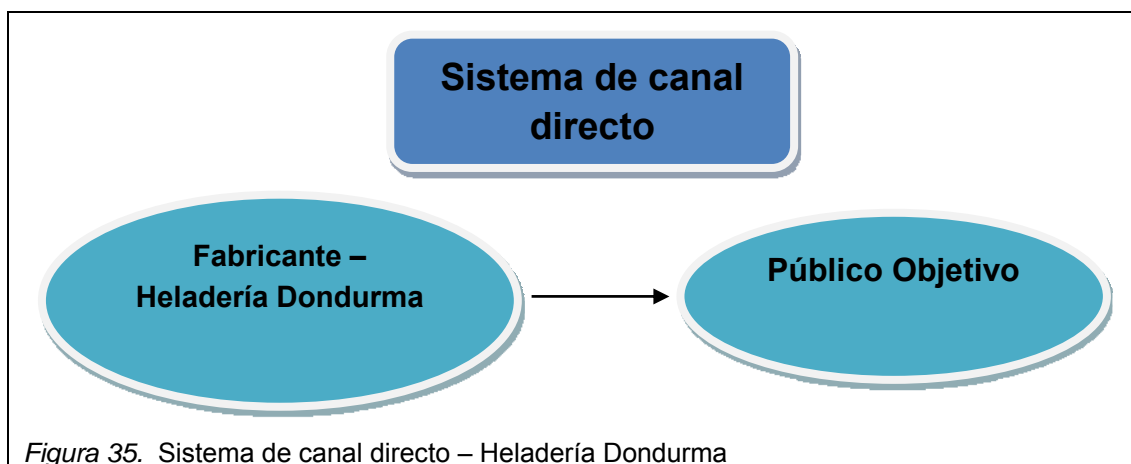 Sistema de canal
directo
Fabricante –
Heladería Dondurma
Público Objetivo
Figura 35. Sistema de canal directo – Heladería Dondurma